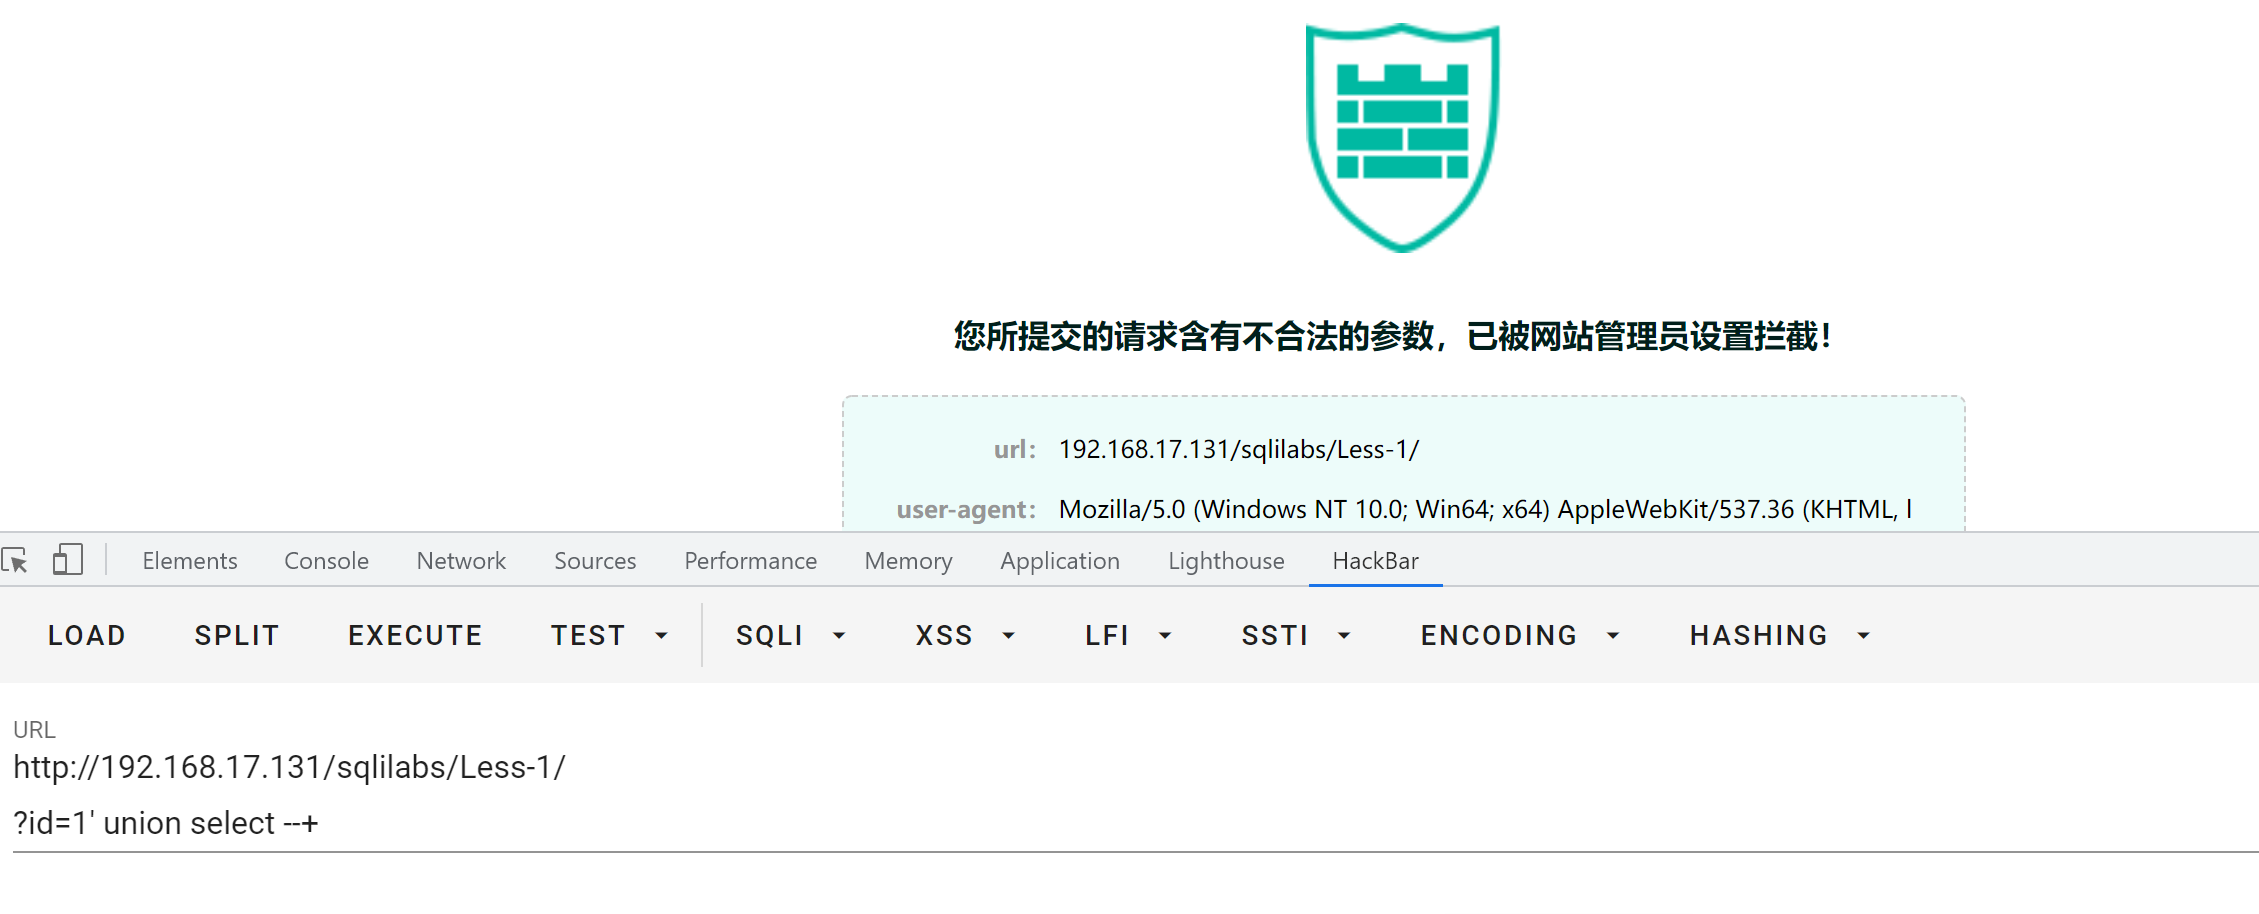 您所提交的请求含有不合法的参数，已被网站管理员设置拦截！
url： 192.168.17.131/sqlilabs/Less-1/
user-agent： Mozilla/5.0 (Windows NT 10.0; Win64; x64) AppleWebKit/537.36 (KHTML, l
Elements Console Network Sources Performance Memory Application Lighthouse HackBar
LOAD SPLIT EXECUTE TEST SQLI XSS LFI SSTI ENCODING HASHING
URL
http://192.168.17.131/sqlilabs/Less-1/
?id=1' union select --+